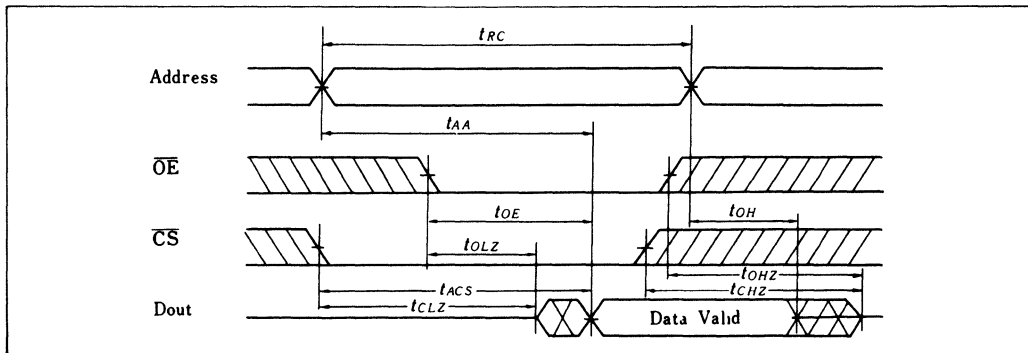 tRC
Address
tAA
OE
tOE
tOH
CS
tOLZ
tOHZ
tACS
tCHZ
tCLZ
Dout
Data Valid